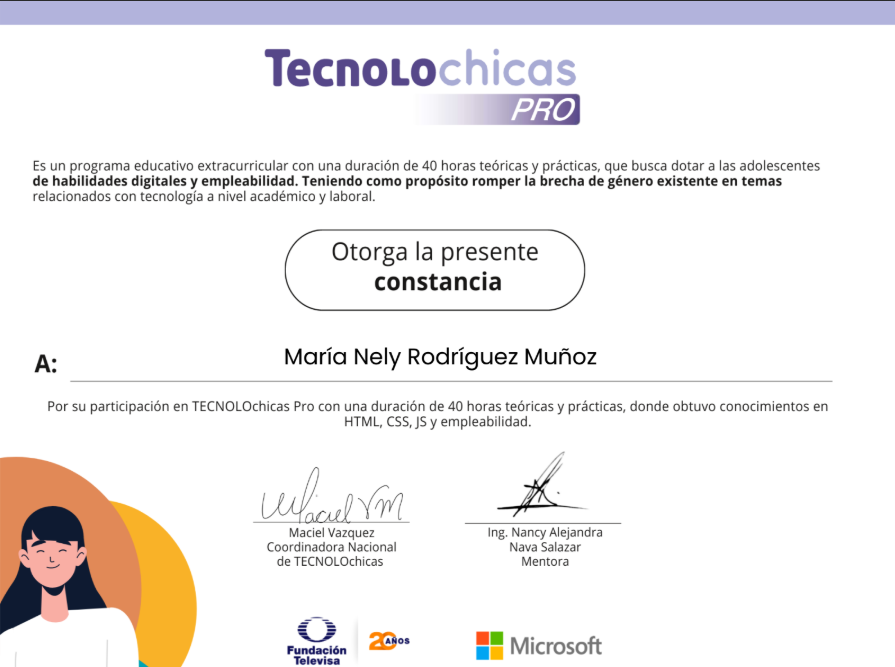 TECNOLOchicas
PRO
Es un programa educativo extracurricular con una duración de 40 horas teóricas y prácticas, que busca dotar a las adolescentes
de habilidades digitales y empleabilidad. Teniendo como propósito romper la brecha de género existente en temas
relacionados con tecnología a nivel académico y laboral.
Otorga la presente
constancia
A: María Nely Rodríguez Muñoz
Por su participación en TECNOLOchicas Pro con una duración de 40 horas teóricas y prácticas, donde obtuvo conocimientos en
HTML, CSS, JS y empleabilidad.
Maciel VM
Maciel Vazquez
Coordinadora Nacional
de TECNOLOchicas
Ing. Nancy Alejandra
Nava Salazar
Mentora
Fundación
Televisa
20 AÑOS
Microsoft